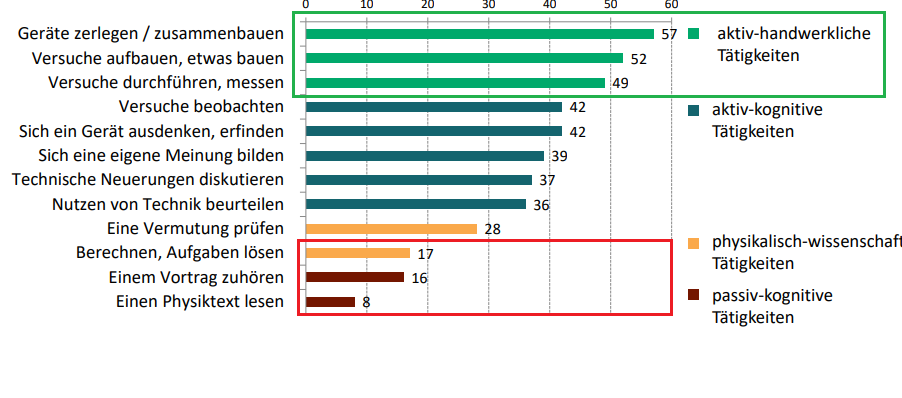 0 10 20 30 40 50 60
Geräte zerlegen / zusammenbauen 57
Versuche aufbauen, etwas bauen 52
Versuche durchführen, messen 49
Versuche beobachten 42
Sich ein Gerät ausdenken, erfinden 42
Sich eine eigene Meinung bilden 39
Technische Neuerungen diskutieren 37
Nutzen von Technik beurteilen 36
Eine Vermutung prüfen 28
Berechnen, Aufgaben lösen 17
Einem Vortrag zuhören 16
Einen Physiktext lesen 8
aktiv-handwerkliche
Tätigkeiten
aktiv-kognitive
Tätigkeiten
physikalisch-wissenschaft
Tätigkeiten
passiv-kognitive
Tätigkeiten